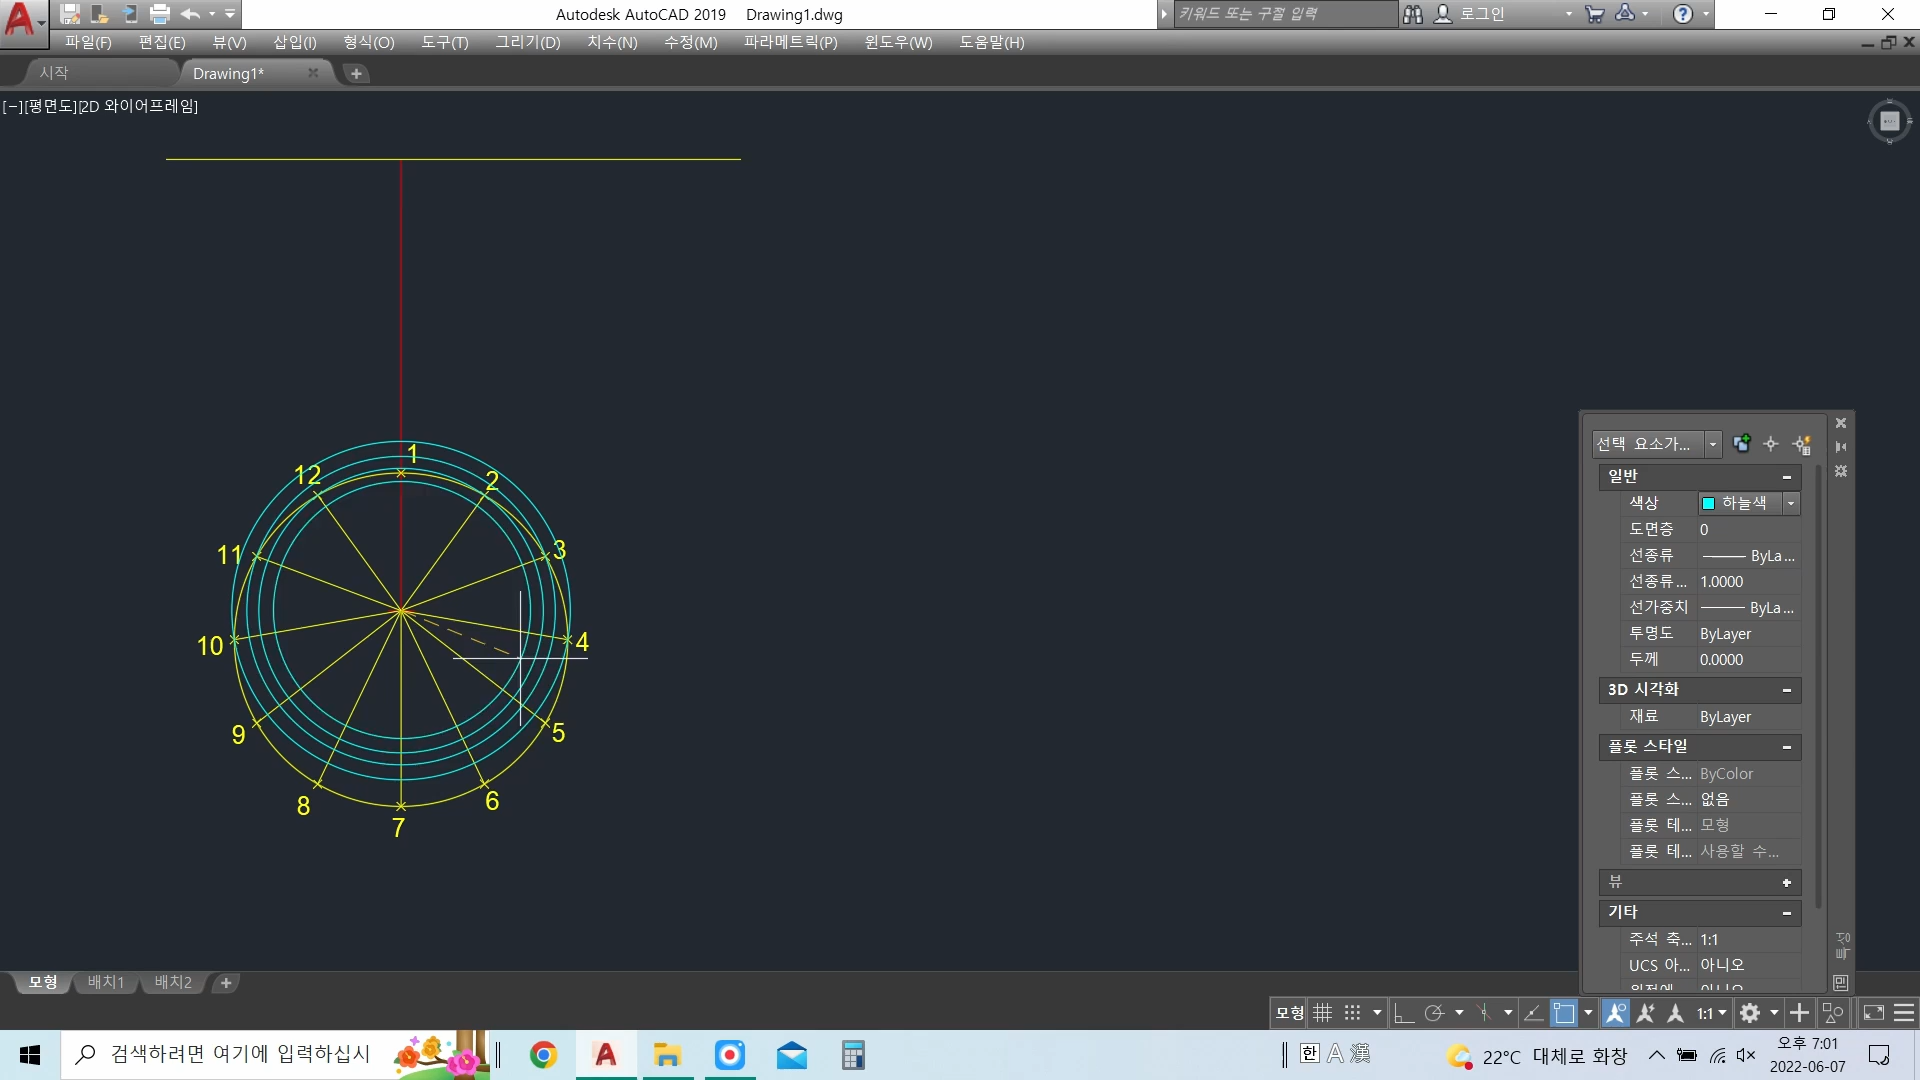 Autodesk AutoCAD 2019 Drawing1.dwg
키워드 또는 구절 입력
로그인
파일(F) 편집(E) 뷰(V) 삽입(I) 형식(O) 도구(T) 그리기(D) 치수(N) 수정(M) 파라메트릭(P) 윈도우(W) 도움말(H)
시작 Drawing1*
[−][평면도][2D 와이어프레임]
1
12 2
11 3
10 4
9 5
8 6
7
선택 요소가...
일반
색상 하늘색
도면층 0
선종류 ByLa...
선종류... 1.0000
선가중치 ByLa...
투명도 ByLayer
두께 0.0000
3D 시각화
재료 ByLayer
플롯 스타일
플롯 스... ByColor
플롯 스... 없음
플롯 테... 모형
플롯 테... 사용할 수...
뷰
기타
주석 축... 1:1
UCS 아... 아니오
특성
모형 배치1 배치2
모형 1:1
검색하려면 여기에 입력하십시
한 A 漢
22°C 대체로 화창
오후 7:01
2022-06-07